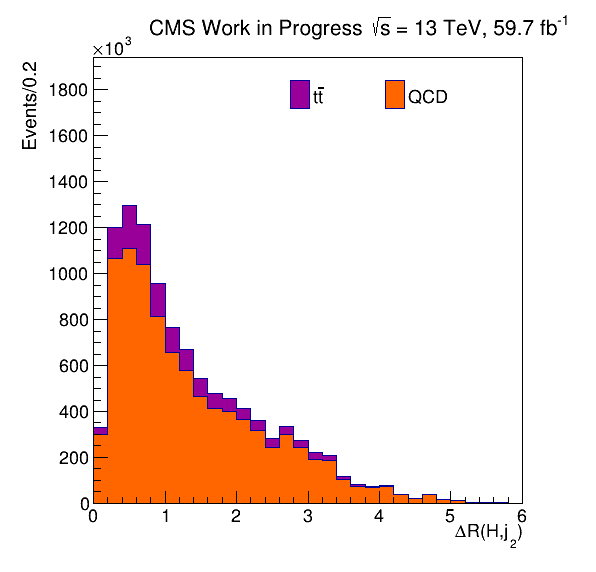 CMS Work in Progress √s = 13 TeV, 59.7 fb⁻¹
×10³
Events/0.2
tt̄
QCD
1800
1600
1400
1200
1000
800
600
400
200
0
0 1 2 3 4 5 6
ΔR(H,j₂)